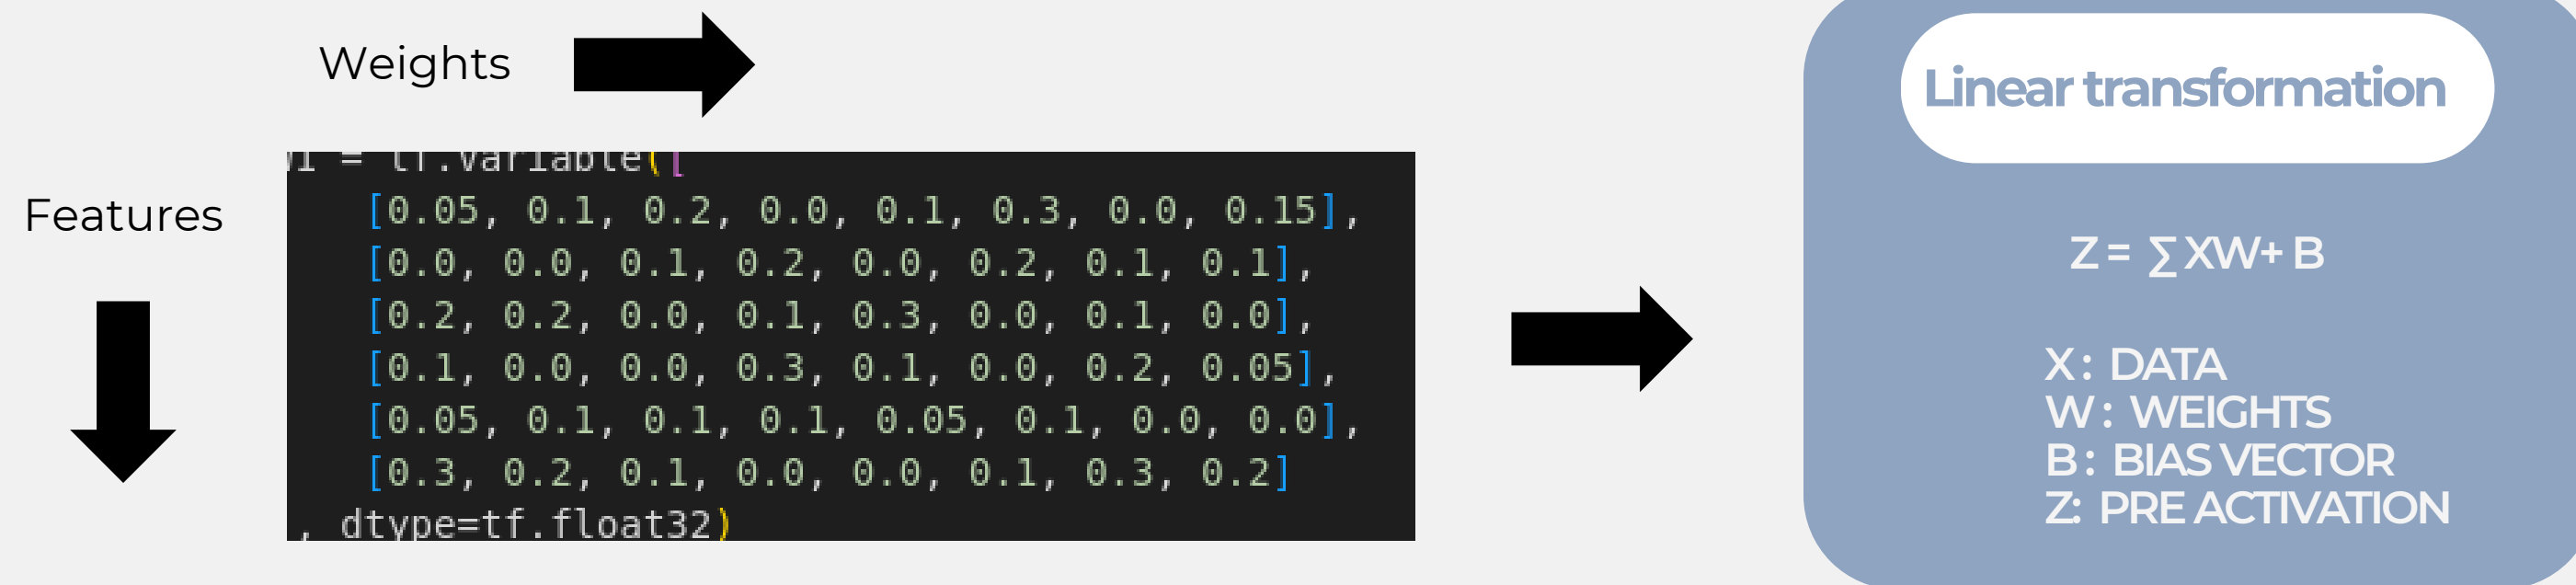 Weights
Features
W1 = tf.Variable([
[0.05, 0.1, 0.2, 0.0, 0.1, 0.3, 0.0, 0.15],
[0.0, 0.0, 0.1, 0.2, 0.0, 0.2, 0.1, 0.1],
[0.2, 0.2, 0.0, 0.1, 0.3, 0.0, 0.1, 0.0],
[0.1, 0.0, 0.0, 0.3, 0.1, 0.0, 0.2, 0.05],
[0.05, 0.1, 0.1, 0.1, 0.05, 0.1, 0.0, 0.0],
[0.3, 0.2, 0.1, 0.0, 0.0, 0.1, 0.3, 0.2]
, dtype=tf.float32)
Linear transformation
Z = ∑ XW+ B
X : DATA
W : WEIGHTS
B : BIAS VECTOR
Z: PRE ACTIVATION